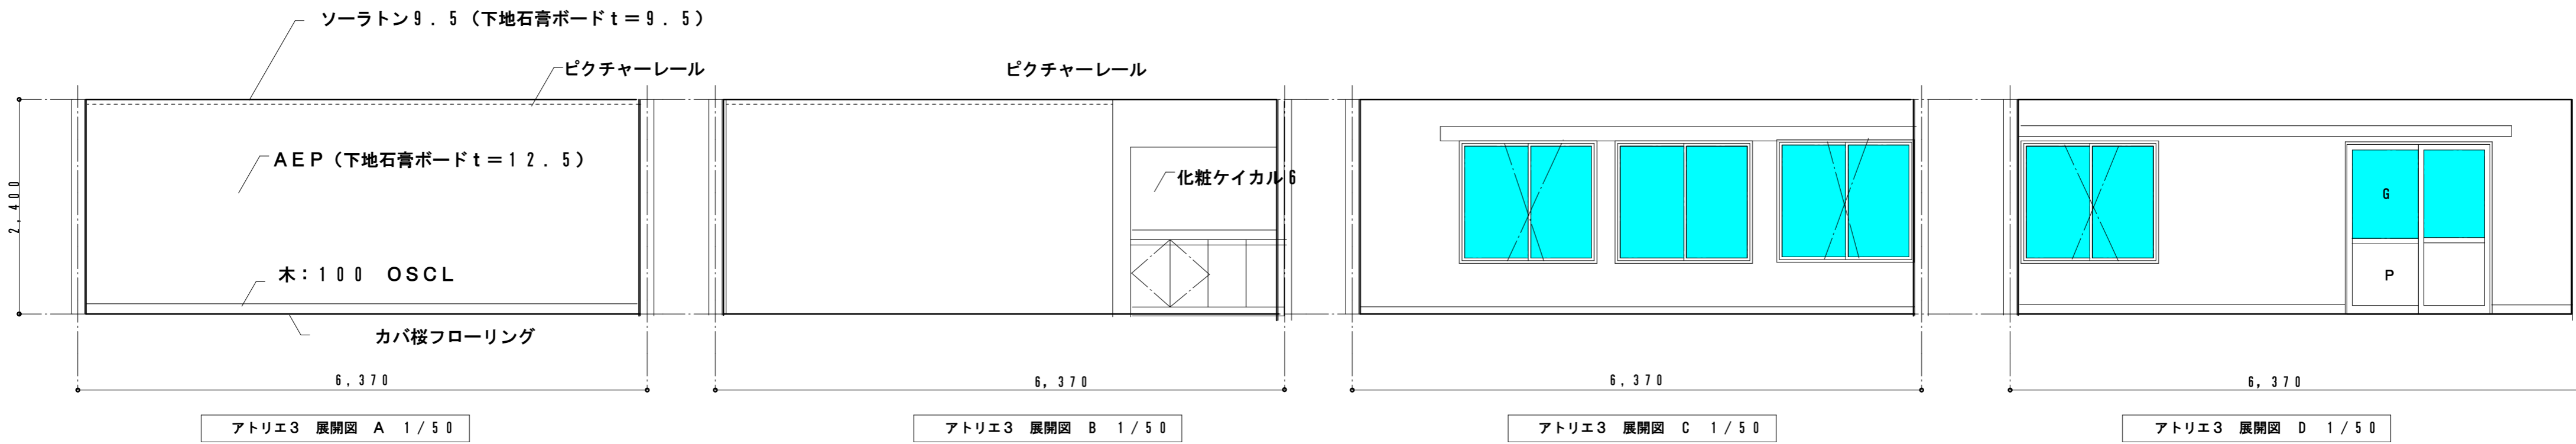 ソーラトン9．5（下地石膏ボードt＝9．5）
ピクチャーレール
ピクチャーレール
AEP（下地石膏ボードt＝12．5）
化粧ケイカル6
2,400
G
木：100　OSCL
P
カバ桜フローリング
6,370
6,370
6,370
6,370
アトリエ3　展開図　A　1/50
アトリエ3　展開図　B　1/50
アトリエ3　展開図　C　1/50
アトリエ3　展開図　D　1/50